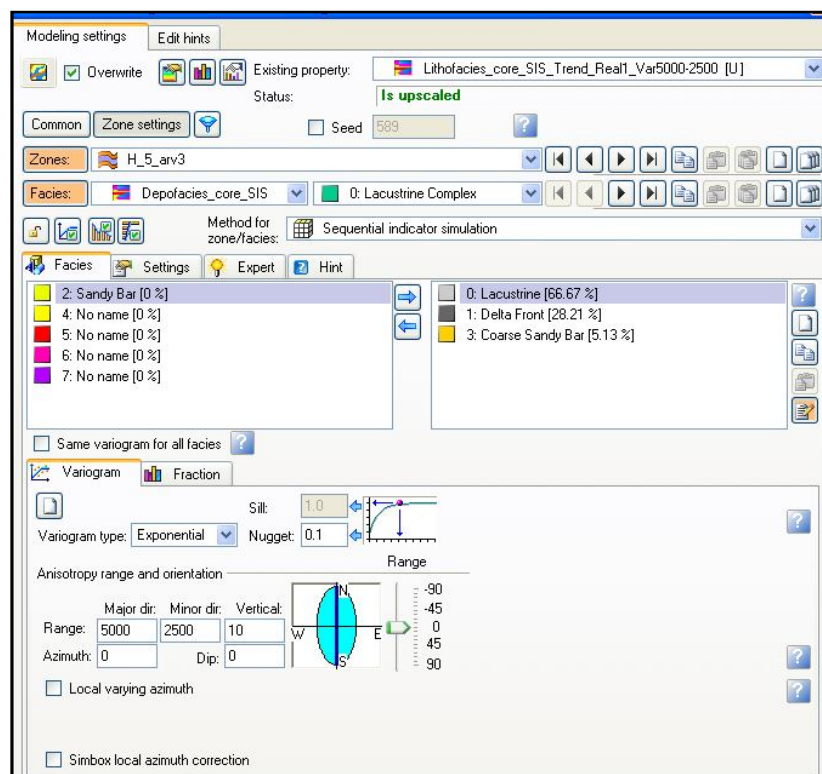 Modeling settings Edit hints
Overwrite Existing property: Lithofacies_core_SIS_Trend_Real1_Var5000-2500 [U]
Status: Is upscaled
Common Zone settings Seed 589 ?
Zones: H_5_arv3
Facies: Depofacies_core_SIS 0: Lacustrine Complex
Method for
zone/facies: Sequential indicator simulation
Facies Settings Expert ? Hint
2: Sandy Bar [0 %] 0: Lacustrine [66.67 %] ?
4: No name [0 %] 1: Delta Front [28.21 %]
5: No name [0 %] 3: Coarse Sandy Bar [5.13 %]
6: No name [0 %]
7: No name [0 %]
Same variogram for all facies ?
Variogram Fraction
Sill: 1.0 ?
Variogram type: Exponential Nugget: 0.1
Range
Anisotropy range and orientation
N -90
Major dir: Minor dir: Vertical: -45
Range: 5000 2500 10 W E 0
45
Azimuth: 0 Dip: 0 S 90 ?
Local varying azimuth ?
Simbox local azimuth correction